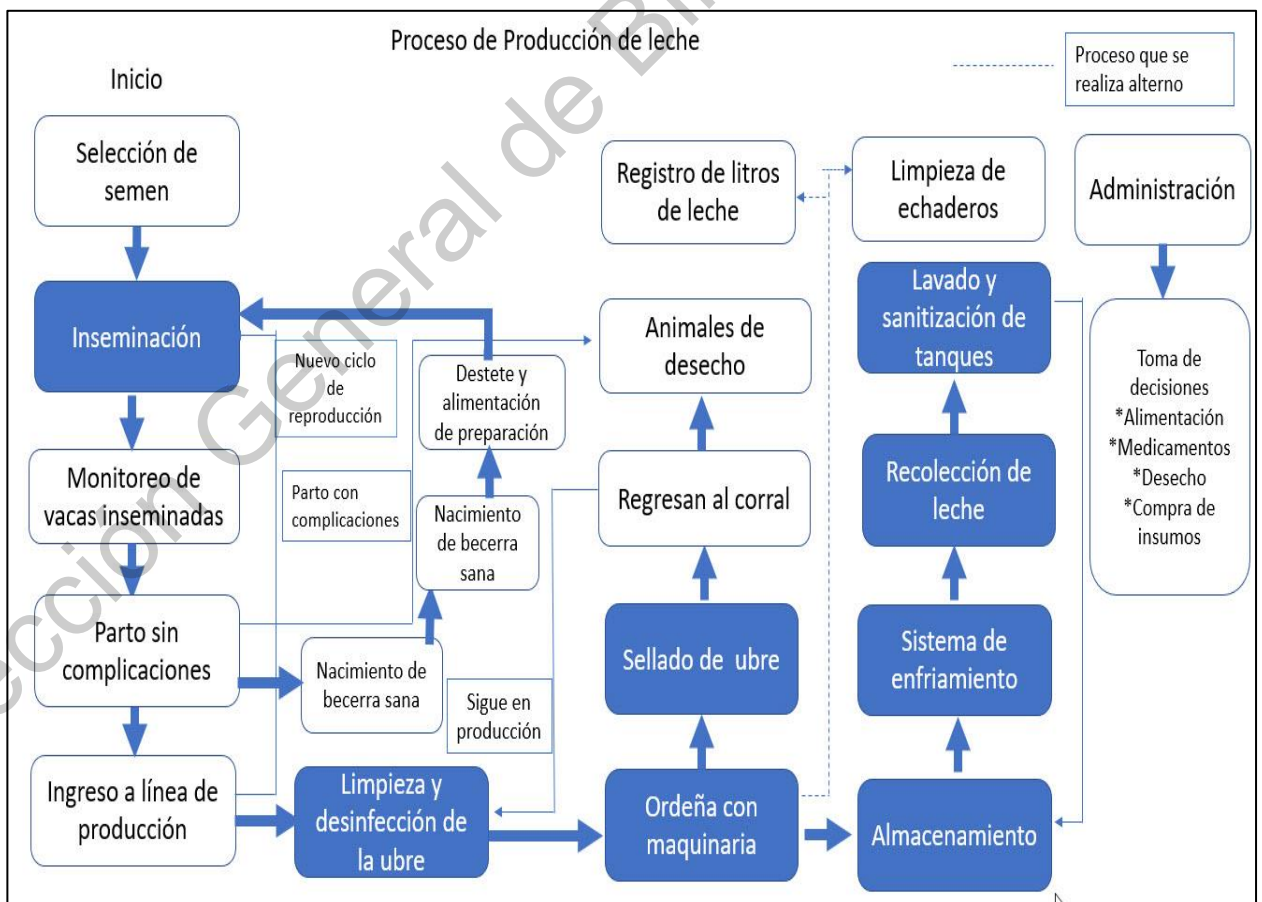 Proceso de Producción de leche
Proceso que se
realiza alterno
Inicio
Selección de
semen
Inseminación
Monitoreo de
vacas inseminadas
Parto sin
complicaciones
Ingreso a línea de
producción
Nuevo ciclo
de
reproducción
Parto con
complicaciones
Nacimiento de
becerra sana
Nacimiento
de becerra
sana
Destete y
alimentación
de preparación
Sigue en
producción
Limpieza y
desinfección de
la ubre
Registro de litros
de leche
Animales de
desecho
Regresan al corral
Sellado de ubre
Ordeña con
maquinaria
Limpieza de
echaderos
Lavado y
sanitización de
tanques
Recolección de
leche
Sistema de
enfriamiento
Almacenamiento
Administración
Toma de
decisiones
*Alimentación
*Medicamentos
*Desecho
*Compra de
insumos
General de